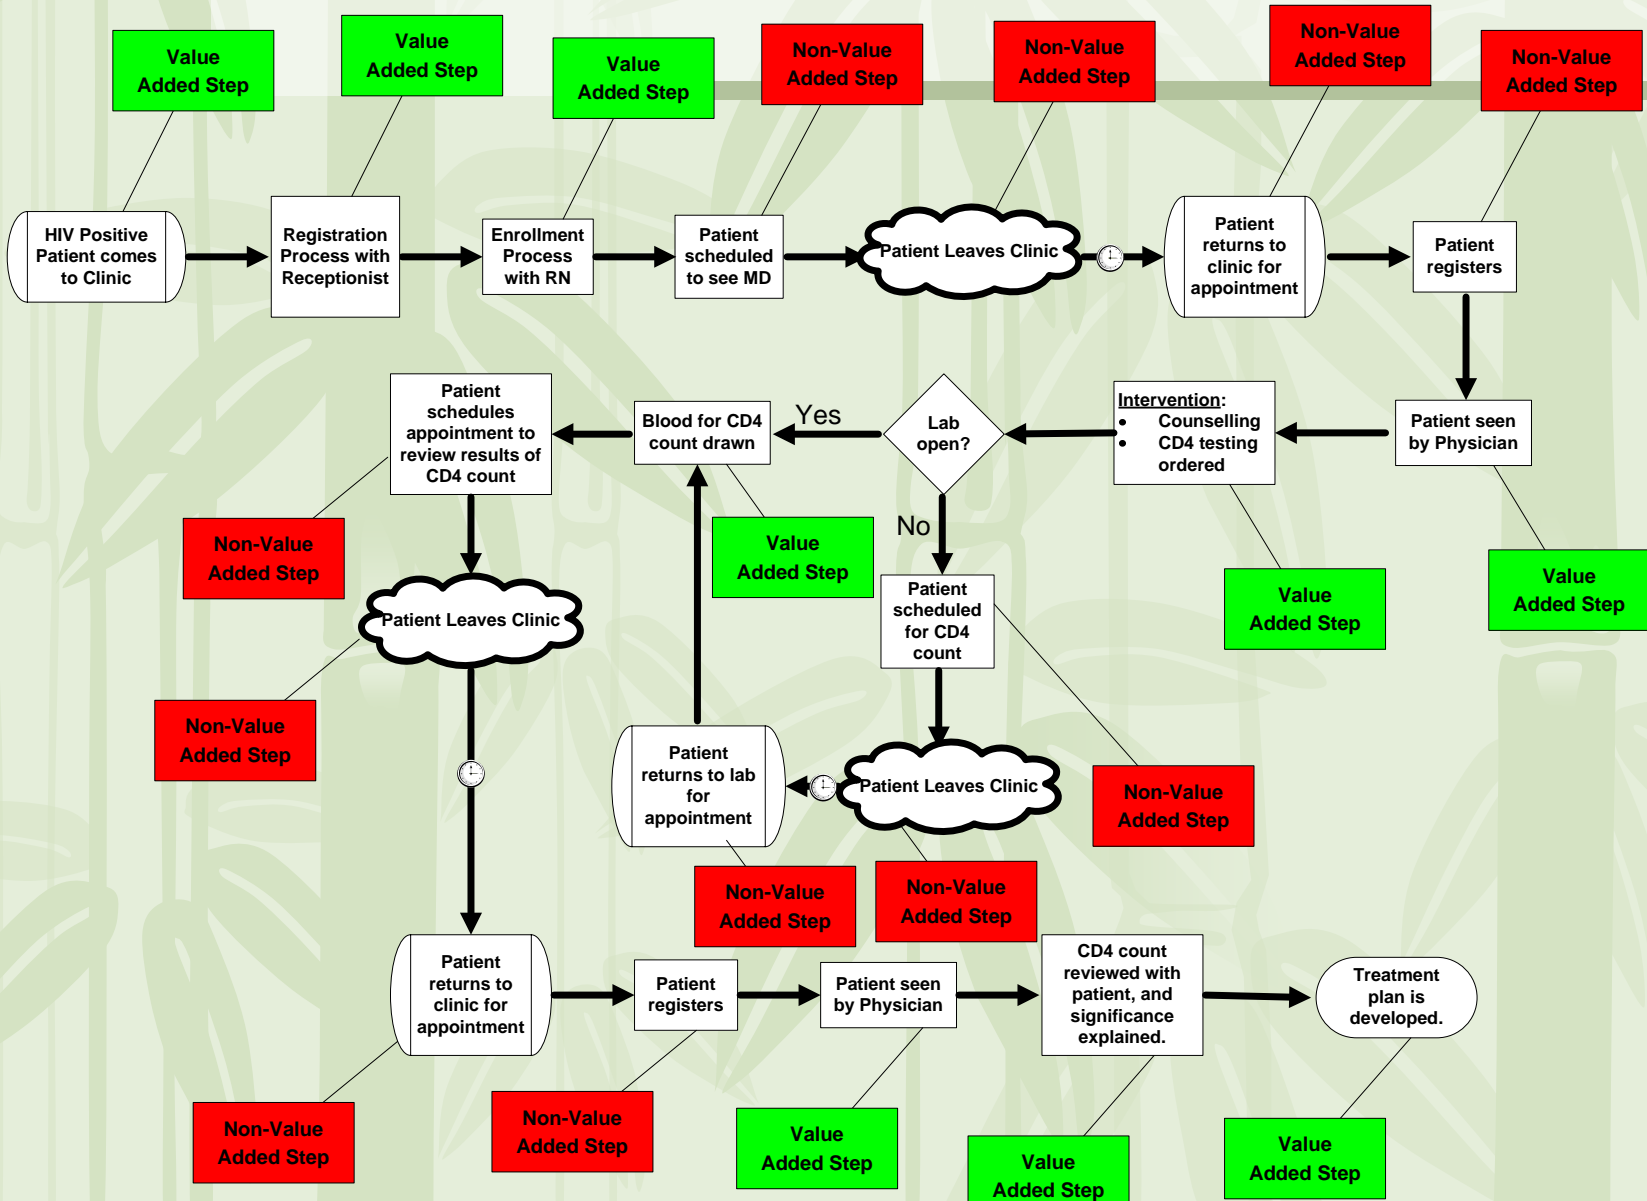 Value
Added Step
Value
Added Step
Value
Added Step
Non-Value
Added Step
Non-Value
Added Step
Non-Value
Added Step
Non-Value
Added Step
HIV Positive
Patient comes
to Clinic
Registration
Process with
Receptionist
Enrollment
Process
with RN
Patient
scheduled
to see MD
Patient Leaves Clinic
Patient
returns to
clinic for
appointment
Patient
registers
Patient
schedules
appointment to
review results of
CD4 count
Blood for CD4
count drawn
Yes
Lab
open?
Intervention:
• Counselling
• CD4 testing
ordered
Patient seen
by Physician
Non-Value
Added Step
Value
Added Step
No
Patient
scheduled
for CD4
count
Value
Added Step
Value
Added Step
Patient Leaves Clinic
Non-Value
Added Step
Patient
returns to lab
for
appointment
Patient Leaves Clinic
Non-Value
Added Step
Non-Value
Added Step
Non-Value
Added Step
Patient
returns to
clinic for
appointment
Patient
registers
Patient seen
by Physician
CD4 count
reviewed with
patient, and
significance
explained.
Treatment
plan is
developed.
Non-Value
Added Step
Non-Value
Added Step
Value
Added Step
Value
Added Step
Value
Added Step